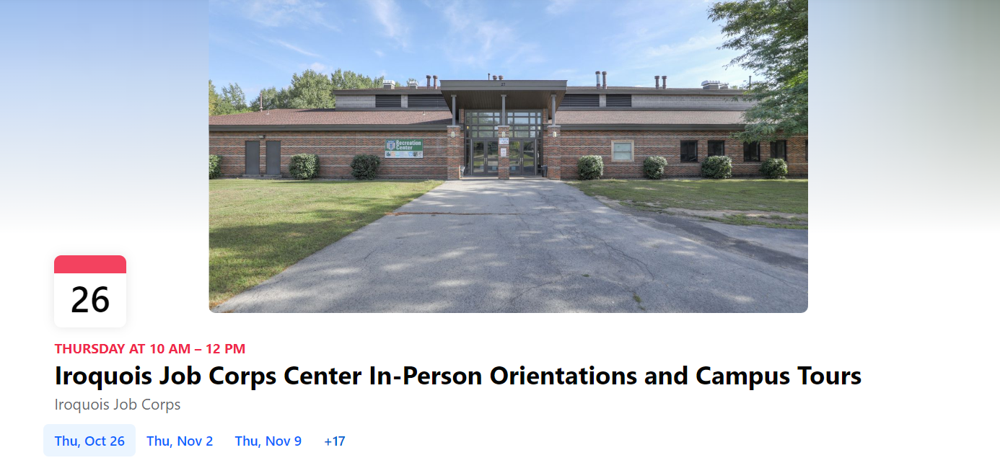 27
Recreation
Center
26
THURSDAY AT 10 AM – 12 PM
Iroquois Job Corps Center In-Person Orientations and Campus Tours
Iroquois Job Corps
Thu, Oct 26 Thu, Nov 2 Thu, Nov 9 +17